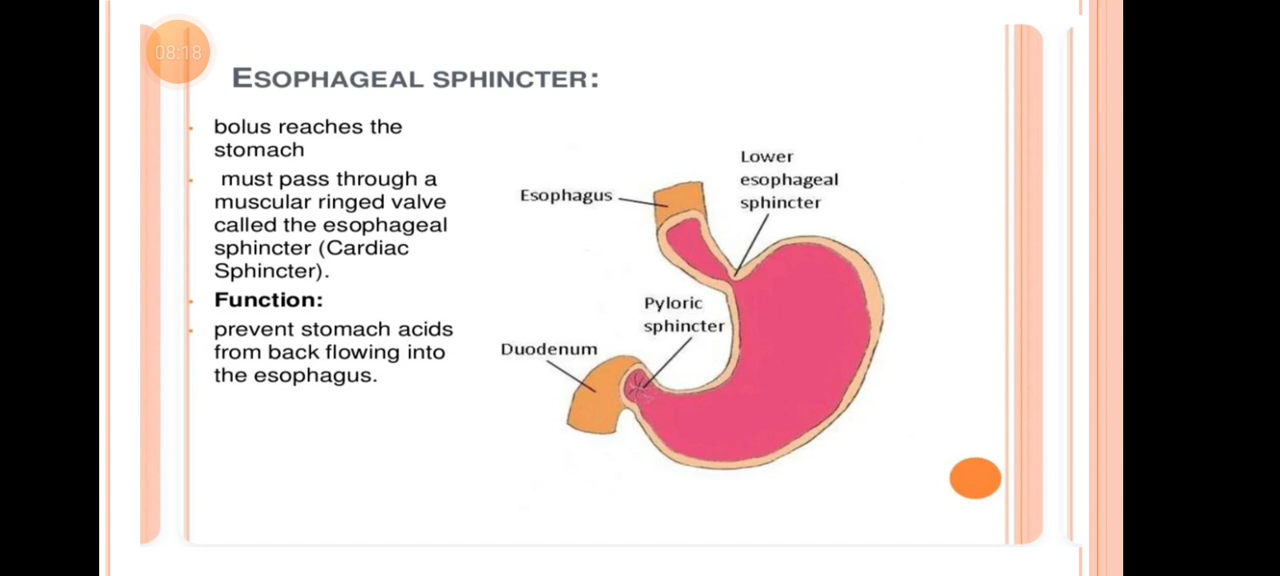 08:18
ESOPHAGEAL SPHINCTER:
bolus reaches the
stomach
must pass through a
muscular ringed valve
called the esophageal
sphincter (Cardiac
Sphincter).
Function:
prevent stomach acids
from back flowing into
the esophagus.
Lower
esophageal
sphincter
Esophagus
Pyloric
sphincter
Duodenum